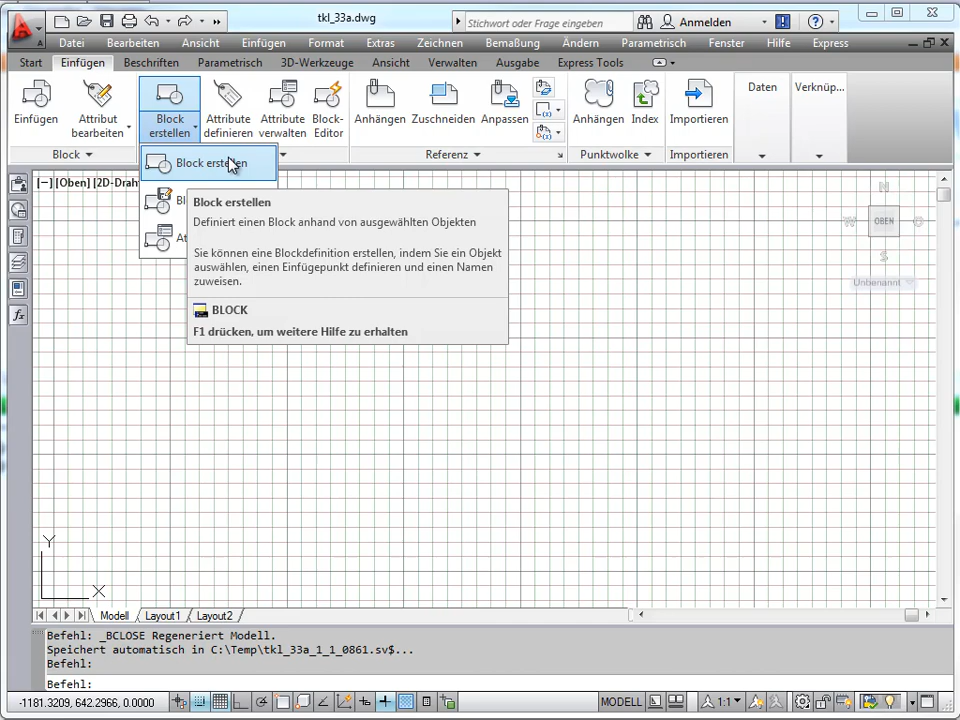 tkl_33a.dwg
Stichwort oder Frage eingeben
Anmelden
Datei Bearbeiten Ansicht Einfügen Format Extras Zeichnen Bemaßung Ändern Parametrisch Fenster Hilfe Express
Start Einfügen Beschriften Parametrisch 3D-Werkzeuge Ansicht Verwalten Ausgabe Express Tools
Einfügen
Attribut bearbeiten
Block erstellen
Attribute definieren
Attribute verwalten
Block-Editor
Anhängen
Zuschneiden
Anpassen
Anhängen
Index
Importieren
Daten
Verknüp...
Block
Referenz
Punktwolke
Importieren
Block erstellen
[−] [Oben] [2D-Draht
Bl
At
Block erstellen
Definiert einen Block anhand von ausgewählten Objekten
Sie können eine Blockdefinition erstellen, indem Sie ein Objekt
auswählen, einen Einfügepunkt definieren und einen Namen
zuweisen.
BLOCK
F1 drücken, um weitere Hilfe zu erhalten
N
W
OBEN
O
S
Unbenannt
Y
X
Modell Layout1 Layout2
Befehl: _BCLOSE Regeneriert Modell.
Speichert automatisch in C:\Temp\tkl_33a_1_1_0861.sv$...
Befehl:
Befehl:
-1181.3209, 642.2966, 0.0000
MODELL
1:1